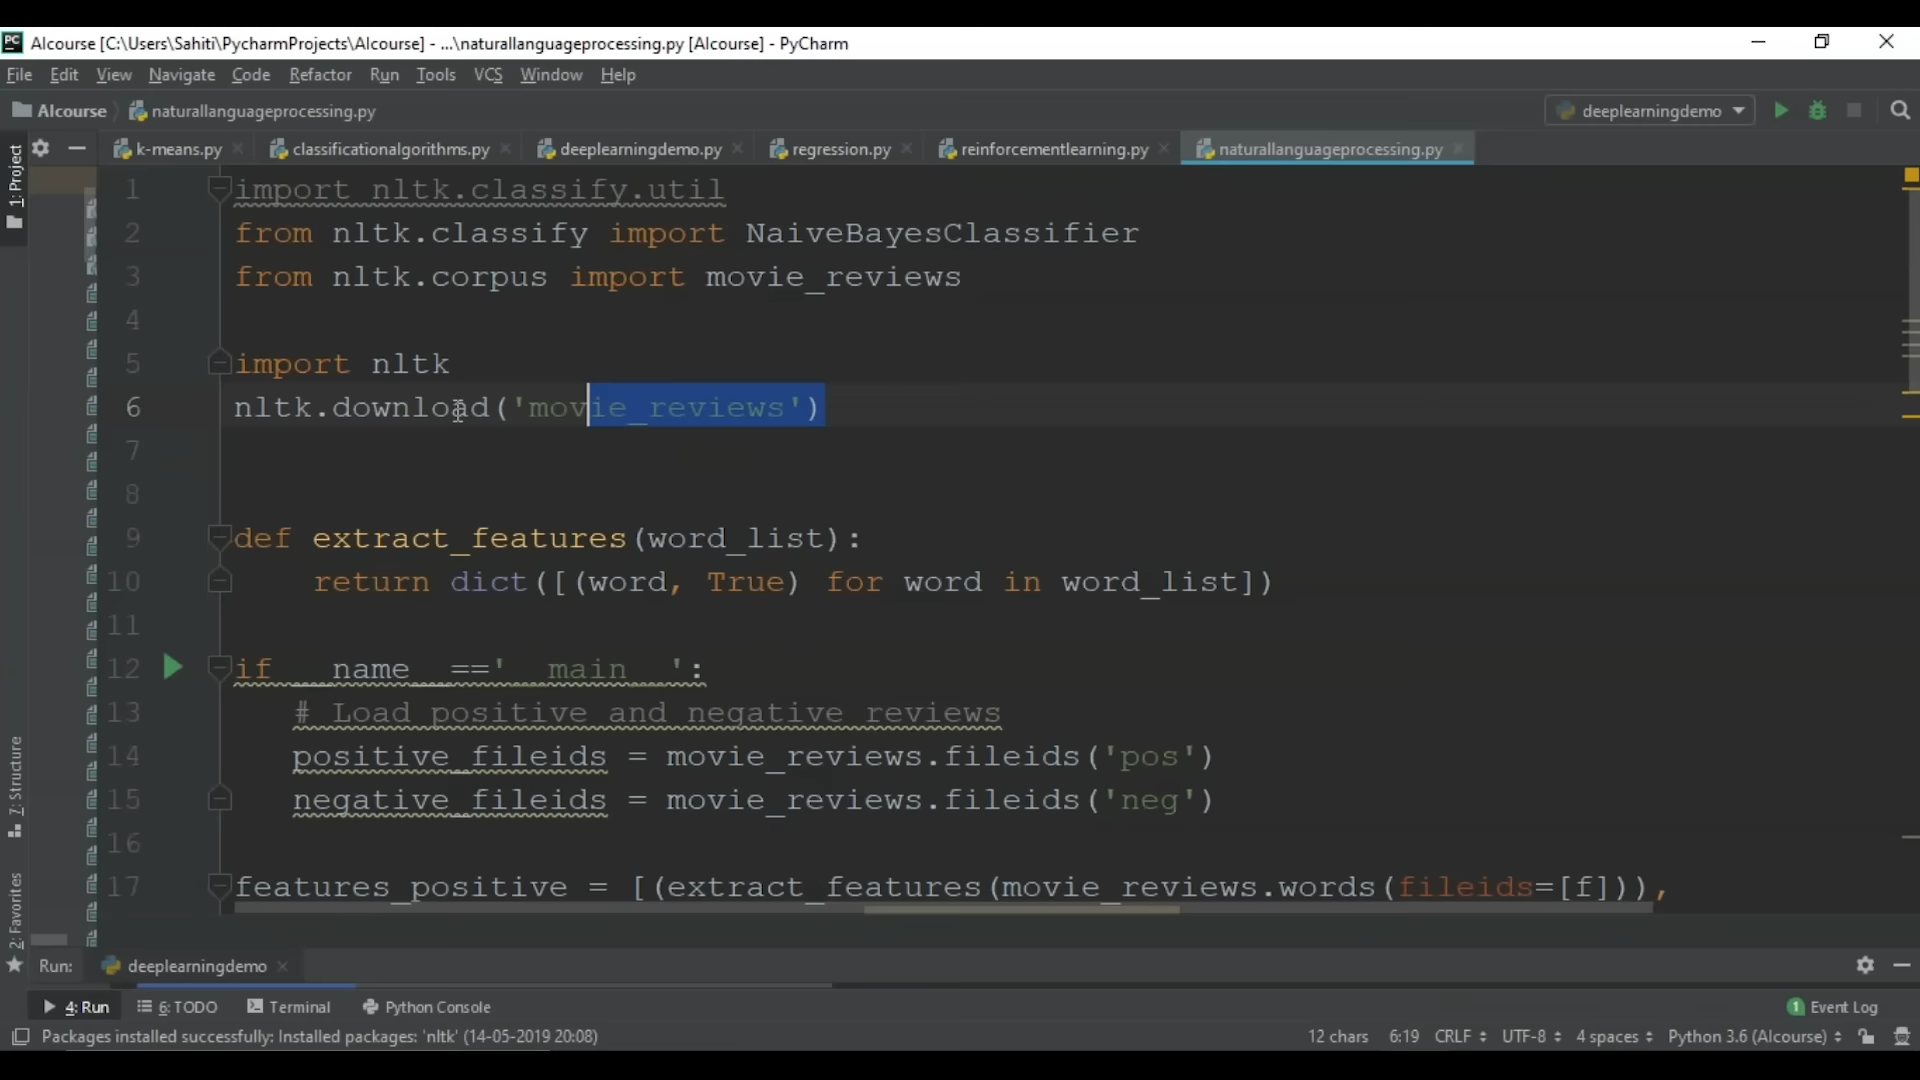 PC Alcourse [C:\Users\Sahiti\PycharmProjects\Alcourse] - ...\naturallanguageprocessing.py [Alcourse] - PyCharm
File Edit View Navigate Code Refactor Run Tools VCS Window Help
Alcourse naturallanguageprocessing.py deeplearningdemo
1: Project
k-means.py classificationalgorithms.py deeplearningdemo.py regression.py reinforcementlearning.py naturallanguageprocessing.py
1 import nltk.classify.util
2 from nltk.classify import NaiveBayesClassifier
3 from nltk.corpus import movie_reviews
4
5 import nltk
6 nltk.download('movie_reviews')
7
8
9 def extract_features(word_list):
10 return dict([(word, True) for word in word_list])
11
12 if __name__=='__main__':
13 # Load positive and negative reviews
14 positive_fileids = movie_reviews.fileids('pos')
15 negative_fileids = movie_reviews.fileids('neg')
16
17 features_positive = [(extract_features(movie_reviews.words(fileids=[f])),
7: Structure
2: Favorites
Run: deeplearningdemo
4: Run 6: TODO Terminal Python Console 1 Event Log
Packages installed successfully: Installed packages: 'nltk' (14-05-2019 20:08) 12 chars 6:19 CRLF UTF-8 4 spaces Python 3.6 (Alcourse)